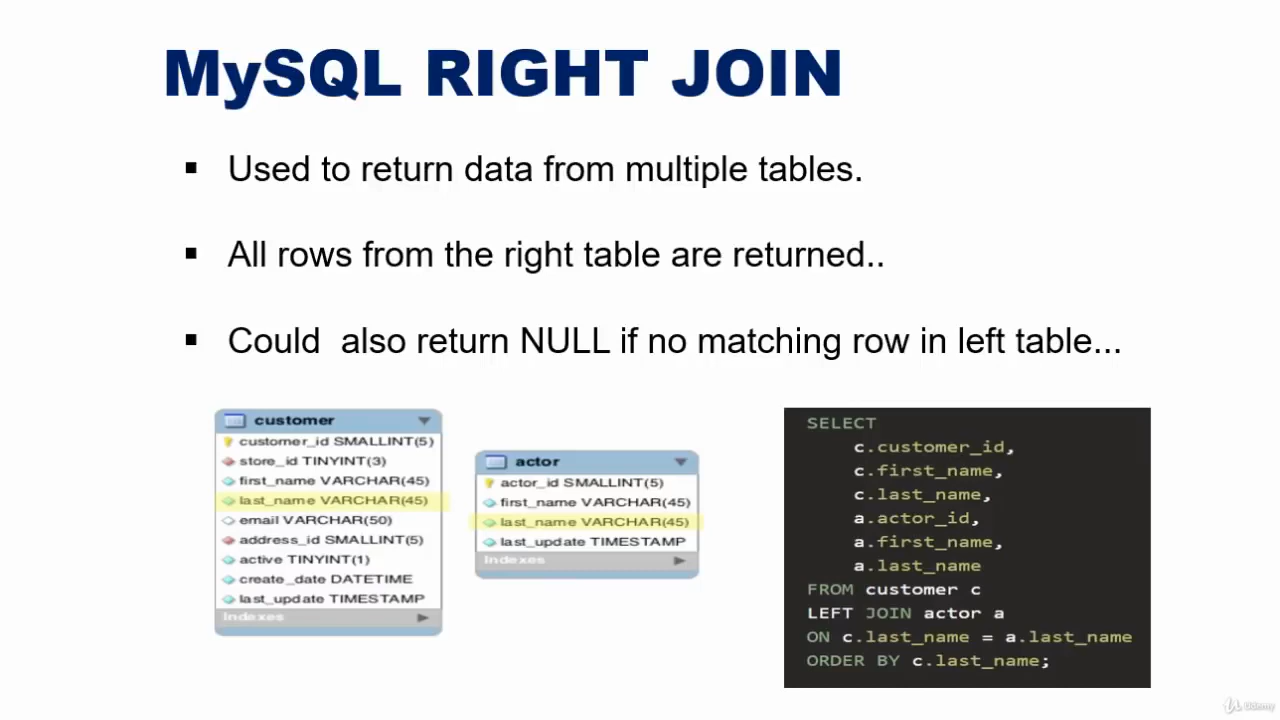 MySQL RIGHT JOIN
▪ Used to return data from multiple tables.
▪ All rows from the right table are returned..
▪ Could also return NULL if no matching row in left table...
customer
customer_id SMALLINT(5)
store_id TINYINT(3)
first_name VARCHAR(45)
last_name VARCHAR(45)
email VARCHAR(50)
address_id SMALLINT(5)
active TINYINT(1)
create_date DATETIME
last_update TIMESTAMP
Indexes
actor
actor_id SMALLINT(5)
first_name VARCHAR(45)
last_name VARCHAR(45)
last_update TIMESTAMP
Indexes
SELECT
c.customer_id,
c.first_name,
c.last_name,
a.actor_id,
a.first_name,
a.last_name
FROM customer c
LEFT JOIN actor a
ON c.last_name = a.last_name
ORDER BY c.last_name;
Udemy